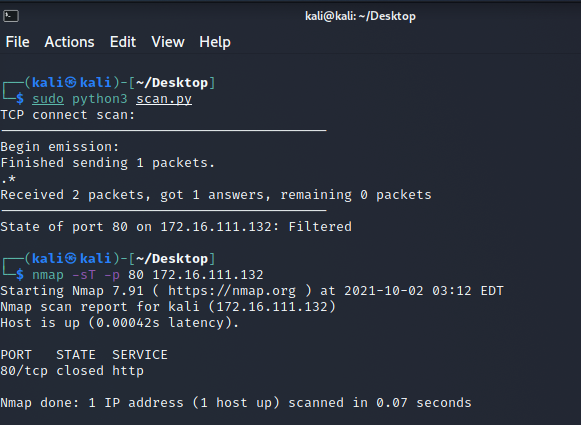 kali@kali: ~/Desktop
File Actions Edit View Help
┌──(kali㉿kali)-[~/Desktop]
└─$ sudo python3 scan.py
TCP connect scan:
-----------------------------------------
Begin emission:
Finished sending 1 packets.
.*
Received 2 packets, got 1 answers, remaining 0 packets
-----------------------------------------
State of port 80 on 172.16.111.132: Filtered
┌──(kali㉿kali)-[~/Desktop]
└─$ nmap -sT -p 80 172.16.111.132
Starting Nmap 7.91 ( https://nmap.org ) at 2021-10-02 03:12 EDT
Nmap scan report for kali (172.16.111.132)
Host is up (0.00042s latency).
PORT   STATE  SERVICE
80/tcp closed http
Nmap done: 1 IP address (1 host up) scanned in 0.07 seconds